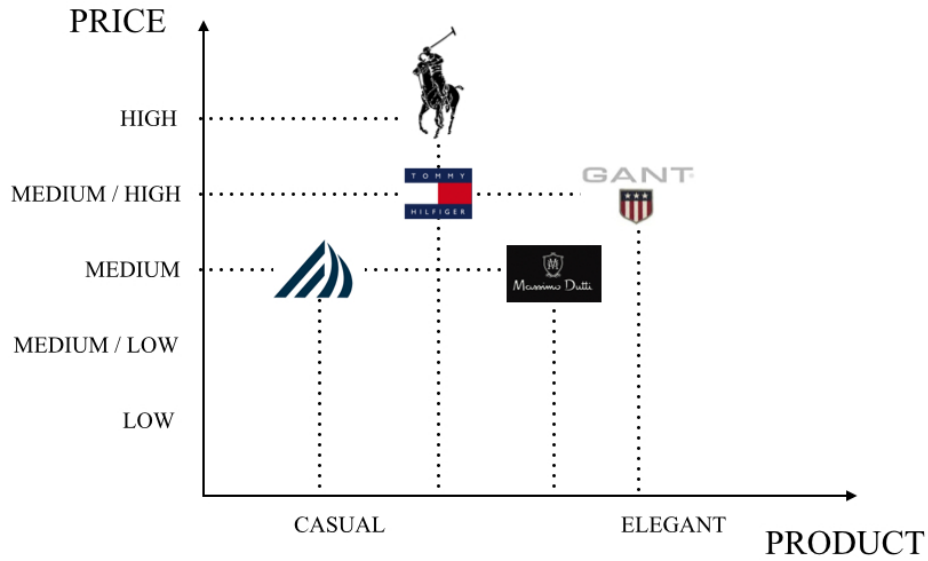 PRICE
HIGH
TOMMY
HILFIGER
GANT
MEDIUM / HIGH
MEDIUM
Massimo Dutti
MEDIUM / LOW
LOW
CASUAL
ELEGANT
PRODUCT